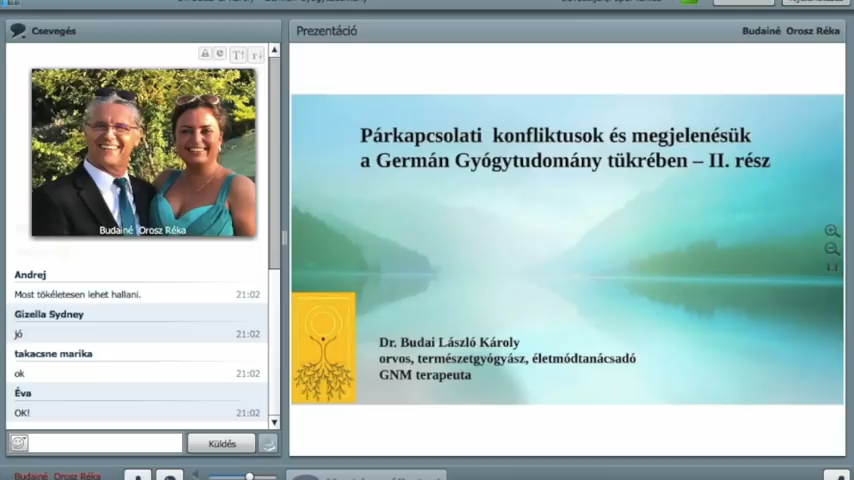 Csevegés
Budainé Orosz Réka
Andrej
Most tökéletesen lehet hallani.
21:02
Gizella Sydney
jó
21:02
takacsne marika
ok
21:02
Éva
OK!
21:02
Küldés
Budainé Orosz Réka
Prezentáció
Budainé Orosz Réka
Párkapcsolati konfliktusok és megjelenésük
a Germán Gyógytudomány tükrében – II. rész
Dr. Budai László Károly
orvos, természetgyógyász, életmódtanácsadó
GNM terapeuta
1:1